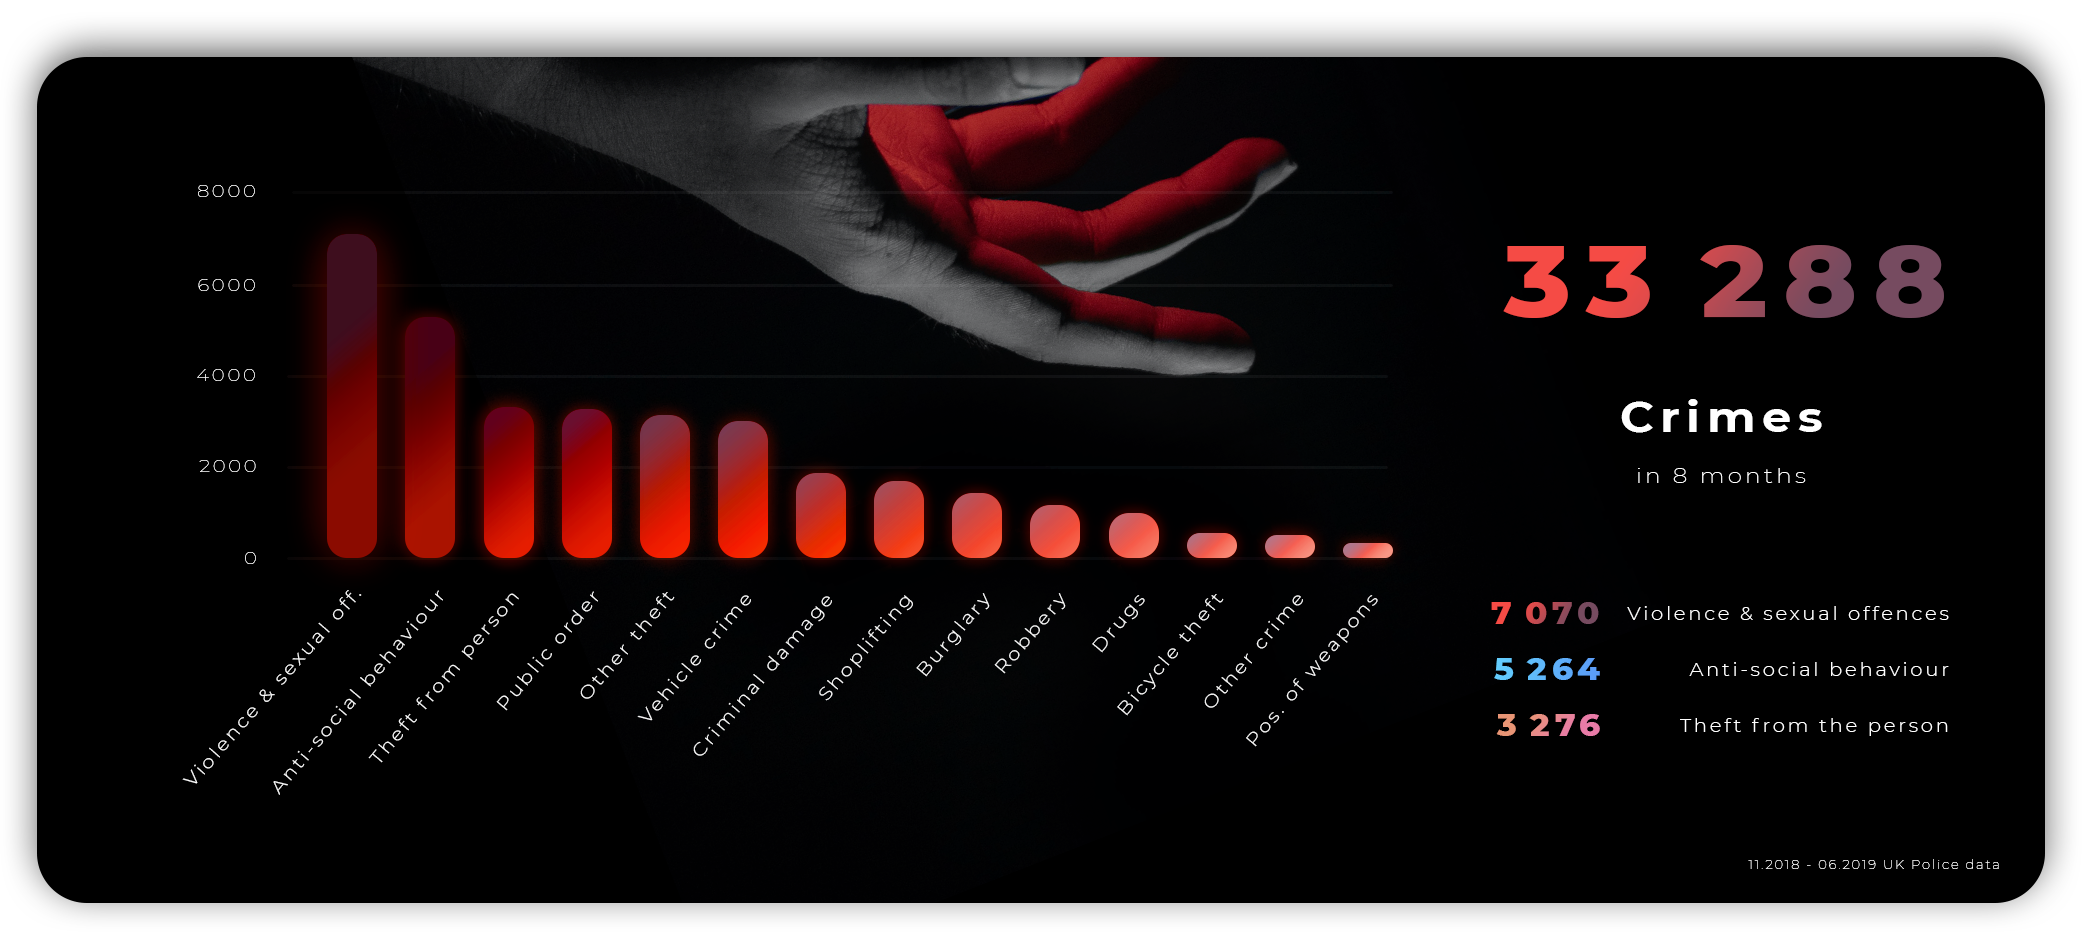 8000
6000
4000
2000
0
Violence & sexual off.
Anti-social behaviour
Theft from person
Public order
Other theft
Vehicle crime
Criminal damage
Shoplifting
Burglary
Robbery
Drugs
Bicycle theft
Other crime
Pos. of weapons
33 288
Crimes
in 8 months
7 070 Violence & sexual offences
5 264 Anti-social behaviour
3 276 Theft from the person
11.2018 - 06.2019 UK Police data